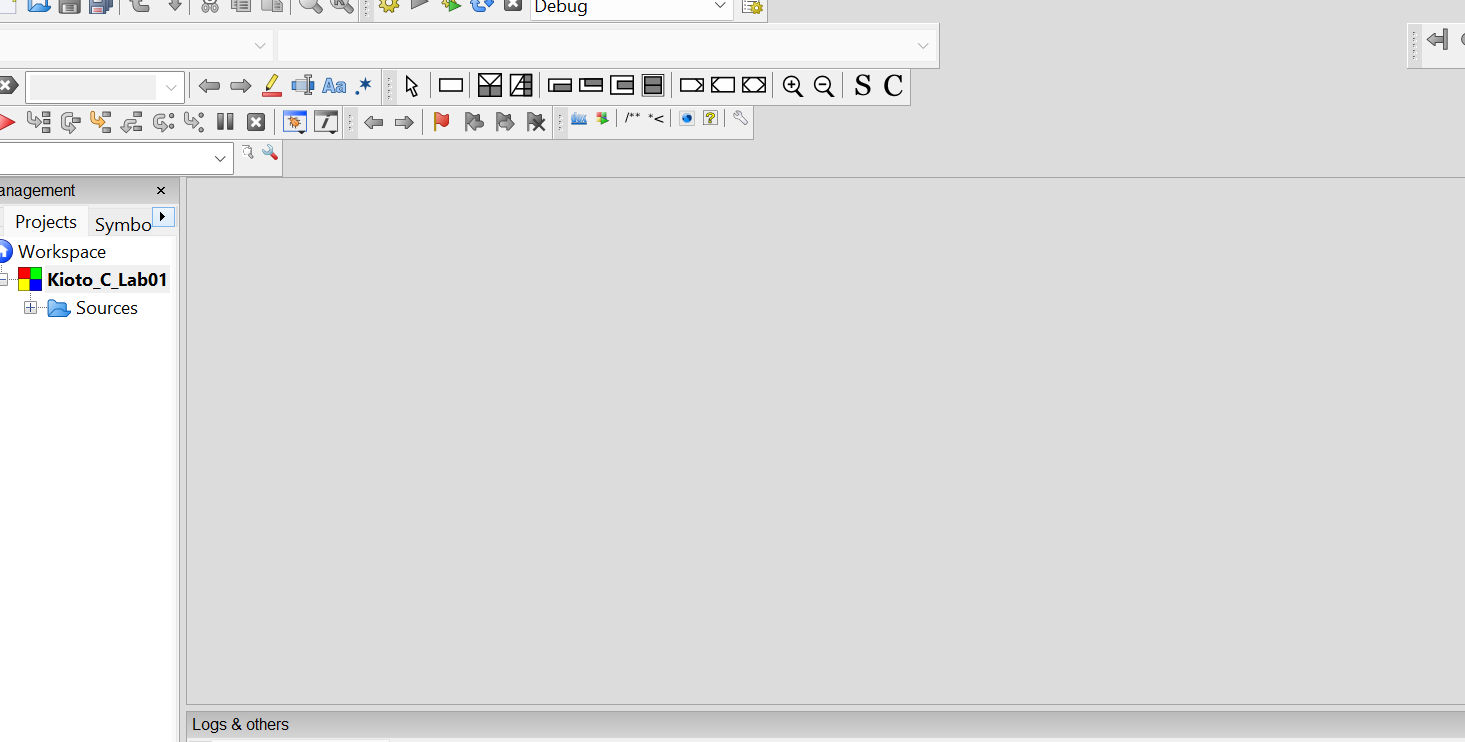 Debug
Aa .*
S C
/** *<
anagement
Projects Symbo
Workspace
Kioto_C_Lab01
Sources
Logs & others